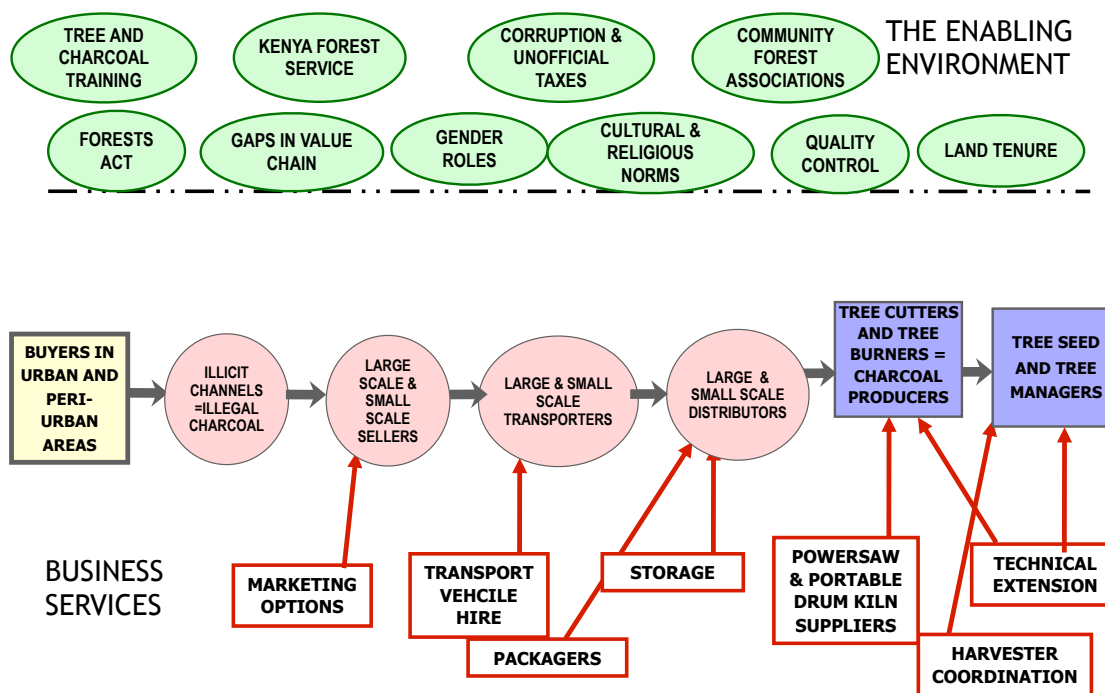 TREE AND
CHARCOAL
TRAINING
KENYA FOREST
SERVICE
CORRUPTION &
UNOFFICIAL
TAXES
COMMUNITY
FOREST
ASSOCIATIONS
THE ENABLING
ENVIRONMENT
FORESTS
ACT
GAPS IN VALUE
CHAIN
GENDER
ROLES
CULTURAL &
RELIGIOUS
NORMS
QUALITY
CONTROL
LAND TENURE
BUYERS IN
URBAN AND
PERI-
URBAN
AREAS
ILLICIT
CHANNELS
=ILLEGAL
CHARCOAL
LARGE
SCALE &
SMALL
SCALE
SELLERS
LARGE & SMALL
SCALE
TRANSPORTERS
LARGE &
SMALL SCALE
DISTRIBUTORS
TREE CUTTERS
AND TREE
BURNERS =
CHARCOAL
PRODUCERS
TREE SEED
AND TREE
MANAGERS
BUSINESS
SERVICES
MARKETING
OPTIONS
TRANSPORT
VEHCILE
HIRE
PACKAGERS
STORAGE
POWERSAW
& PORTABLE
DRUM KILN
SUPPLIERS
TECHNICAL
EXTENSION
HARVESTER
COORDINATION